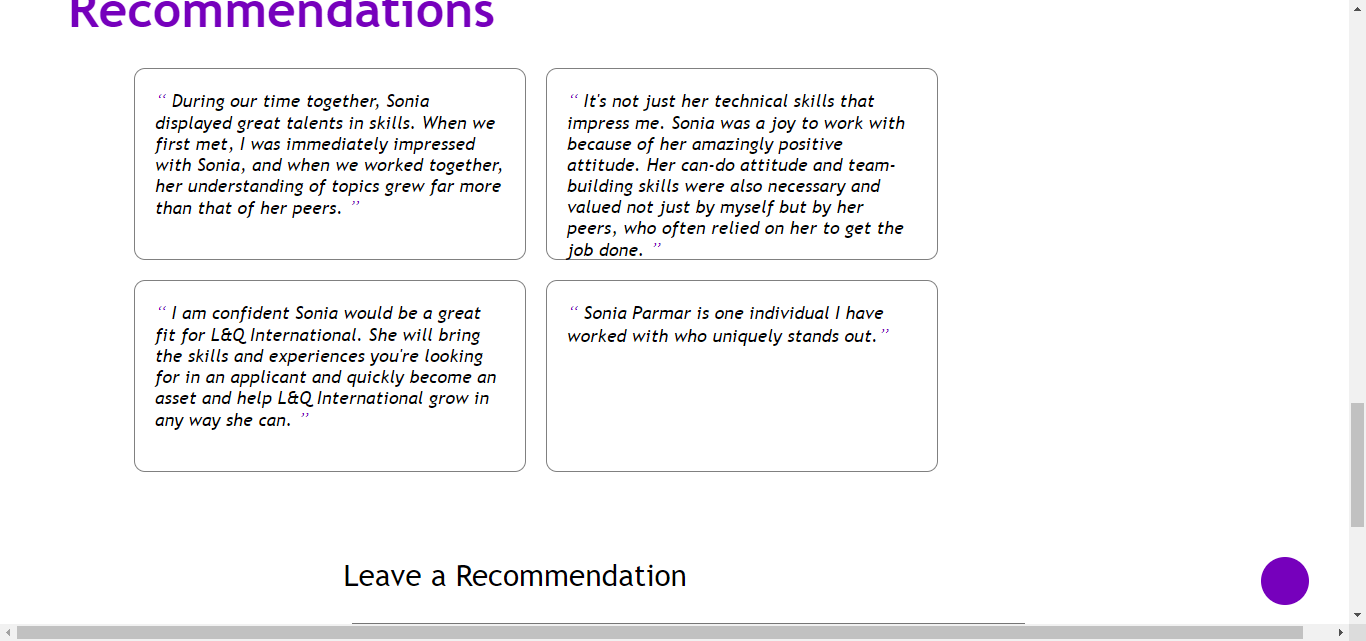 Recommendations
“ During our time together, Sonia
displayed great talents in skills. When we
first met, I was immediately impressed
with Sonia, and when we worked together,
her understanding of topics grew far more
than that of her peers. ”
“ It's not just her technical skills that
impress me. Sonia was a joy to work with
because of her amazingly positive
attitude. Her can-do attitude and team-
building skills were also necessary and
valued not just by myself but by her
peers, who often relied on her to get the
job done. ”
“ I am confident Sonia would be a great
fit for L&Q International. She will bring
the skills and experiences you're looking
for in an applicant and quickly become an
asset and help L&Q International grow in
any way she can. ”
“ Sonia Parmar is one individual I have
worked with who uniquely stands out.”
Leave a Recommendation